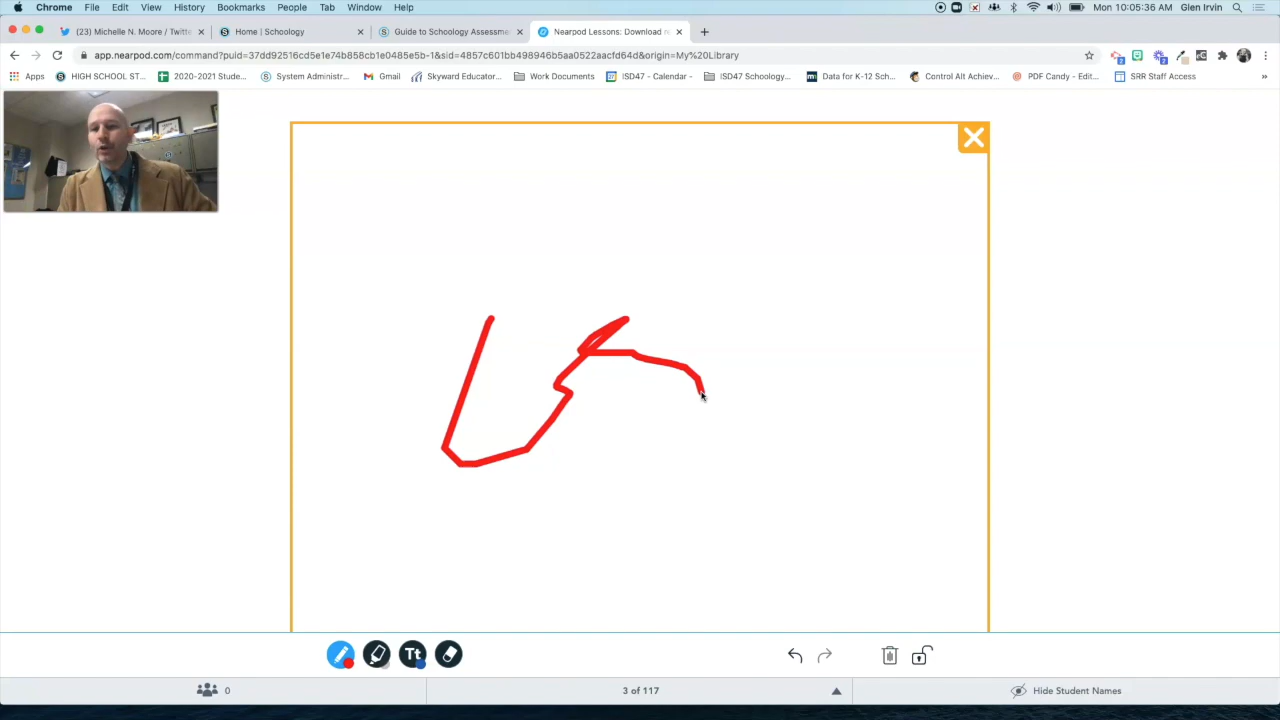 Chrome File Edit View History Bookmarks People Tab Window Help Mon 10:05:36 AM Glen Irvin
(23) Michelle N. Moore / Twitte Home | Schoology Guide to Schoology Assessme Nearpod Lessons: Download r
app.nearpod.com/command?puid=37dd92516cd5e1e74b858cb1e0485e5b-1&sid=4857c601bb498946b5aa0522aacfd64d&origin=My%20Library
Apps HIGH SCHOOL ST... 2020-2021 Stude... System Administr... Gmail Skyward Educator... Work Documents ISD47 - Calendar - ISD47 Schoology... Data for K-12 Sch... Control Alt Achiev... PDF Candy - Edit... SRR Staff Access »
Tt
0 3 of 117 Hide Student Names